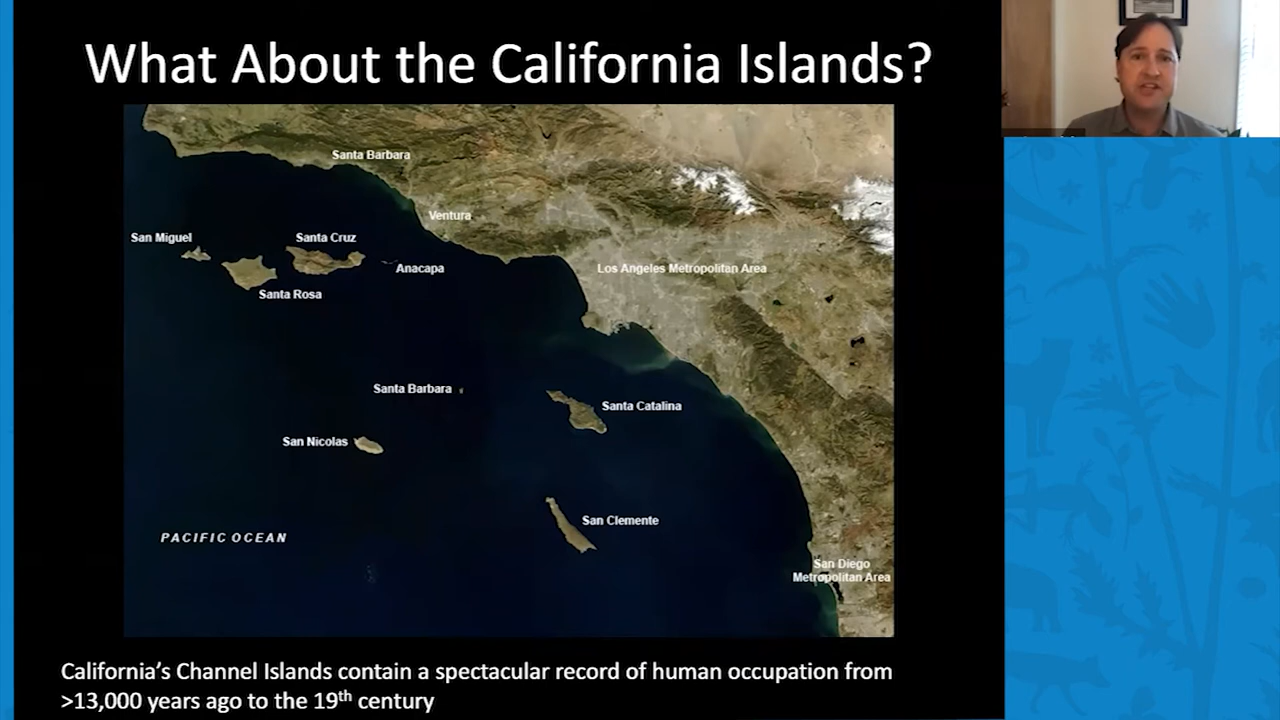 What About the California Islands?
Santa Barbara
Ventura
San Miguel
Santa Cruz
Anacapa
Los Angeles Metropolitan Area
Santa Rosa
Santa Barbara
Santa Catalina
San Nicolas
San Clemente
PACIFIC OCEAN
San Diego
Metropolitan Area
California's Channel Islands contain a spectacular record of human occupation from
>13,000 years ago to the 19th century